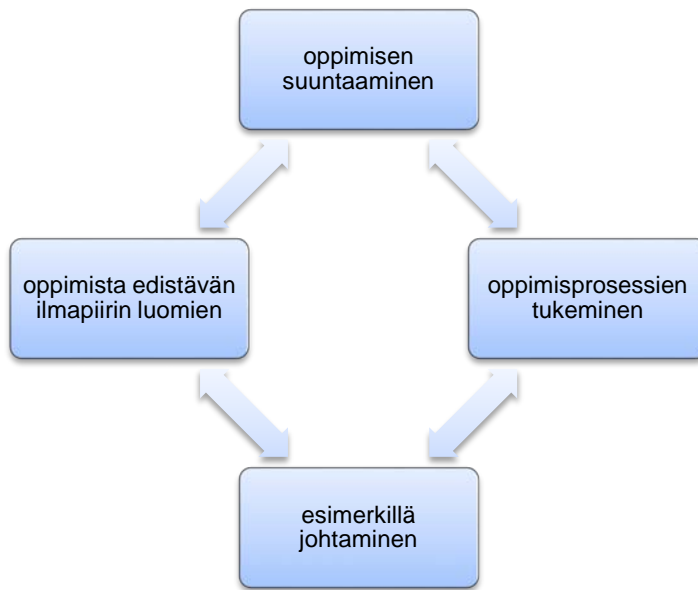 oppimisen
suuntaaminen
oppimista edistävän
ilmapiirin luomien
oppimisprosessien
tukeminen
esimerkillä
johtaminen